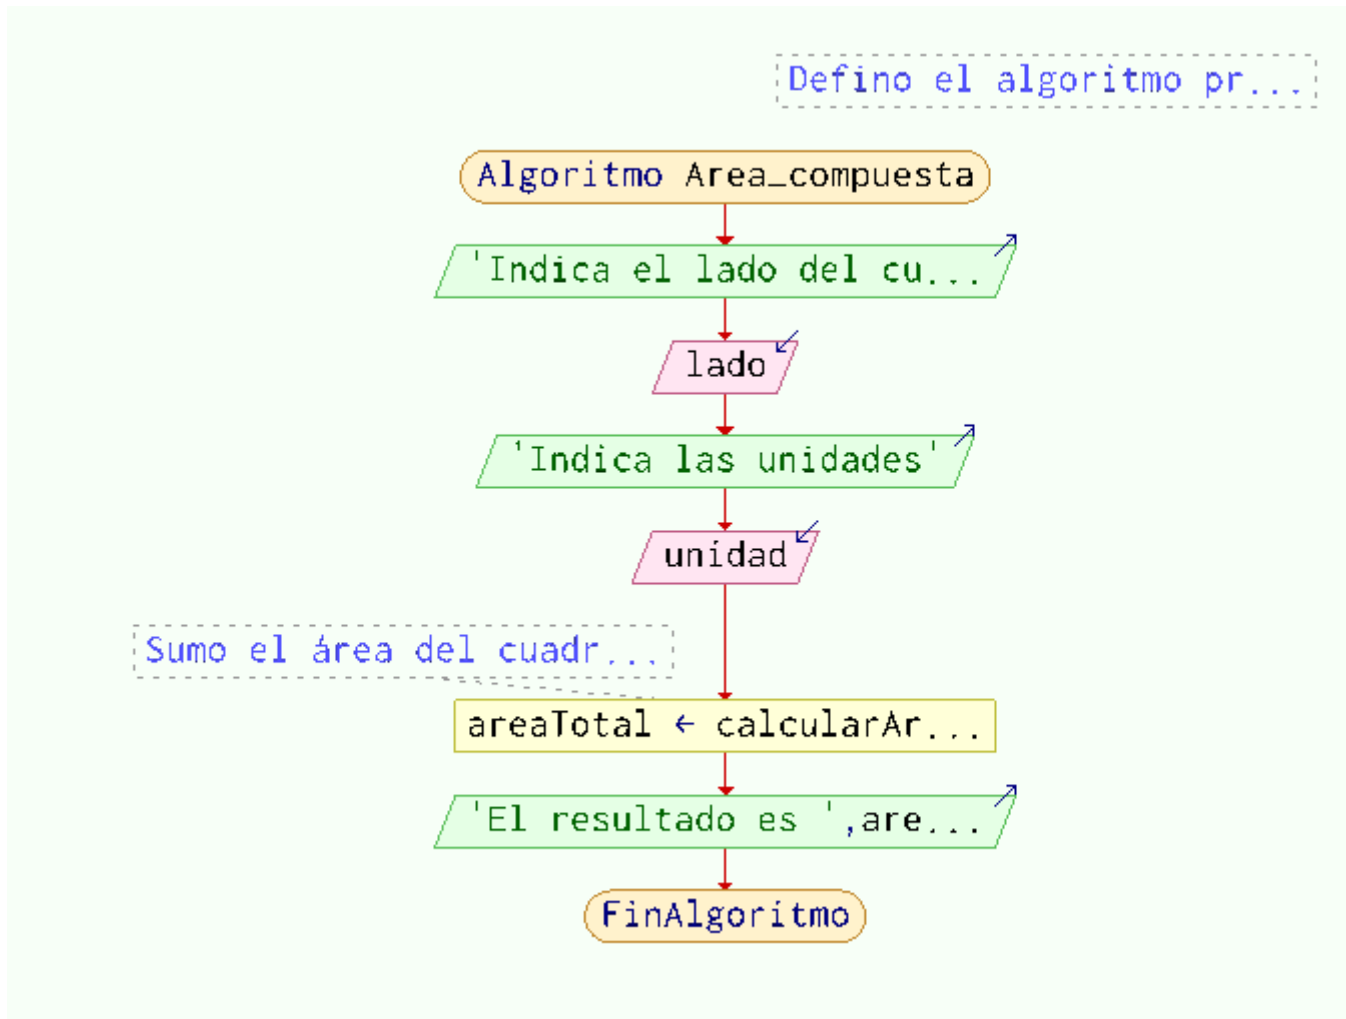 Defino el algoritmo pr...
Algoritmo Area_compuesta
'Indica el lado del cu...
lado
'Indica las unidades'
unidad
Sumo el área del cuadr...
areaTotal ← calcularAr...
'El resultado es ',are...
FinAlgoritmo